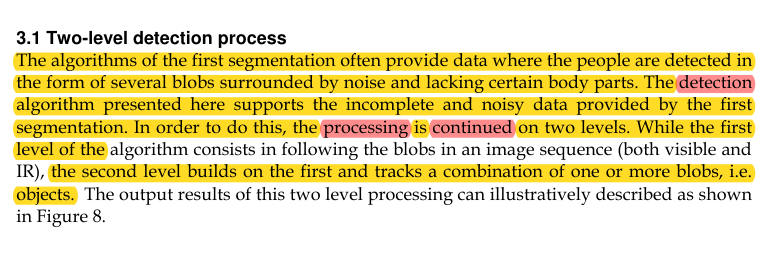 3.1 Two-level detection process
The algorithms of the first segmentation often provide data where the people are detected in
the form of several blobs surrounded by noise and lacking certain body parts. The detection
algorithm presented here supports the incomplete and noisy data provided by the first
segmentation. In order to do this, the processing is continued on two levels. While the first
level of the algorithm consists in following the blobs in an image sequence (both visible and
IR), the second level builds on the first and tracks a combination of one or more blobs, i.e.
objects. The output results of this two level processing can illustratively described as shown
in Figure 8.